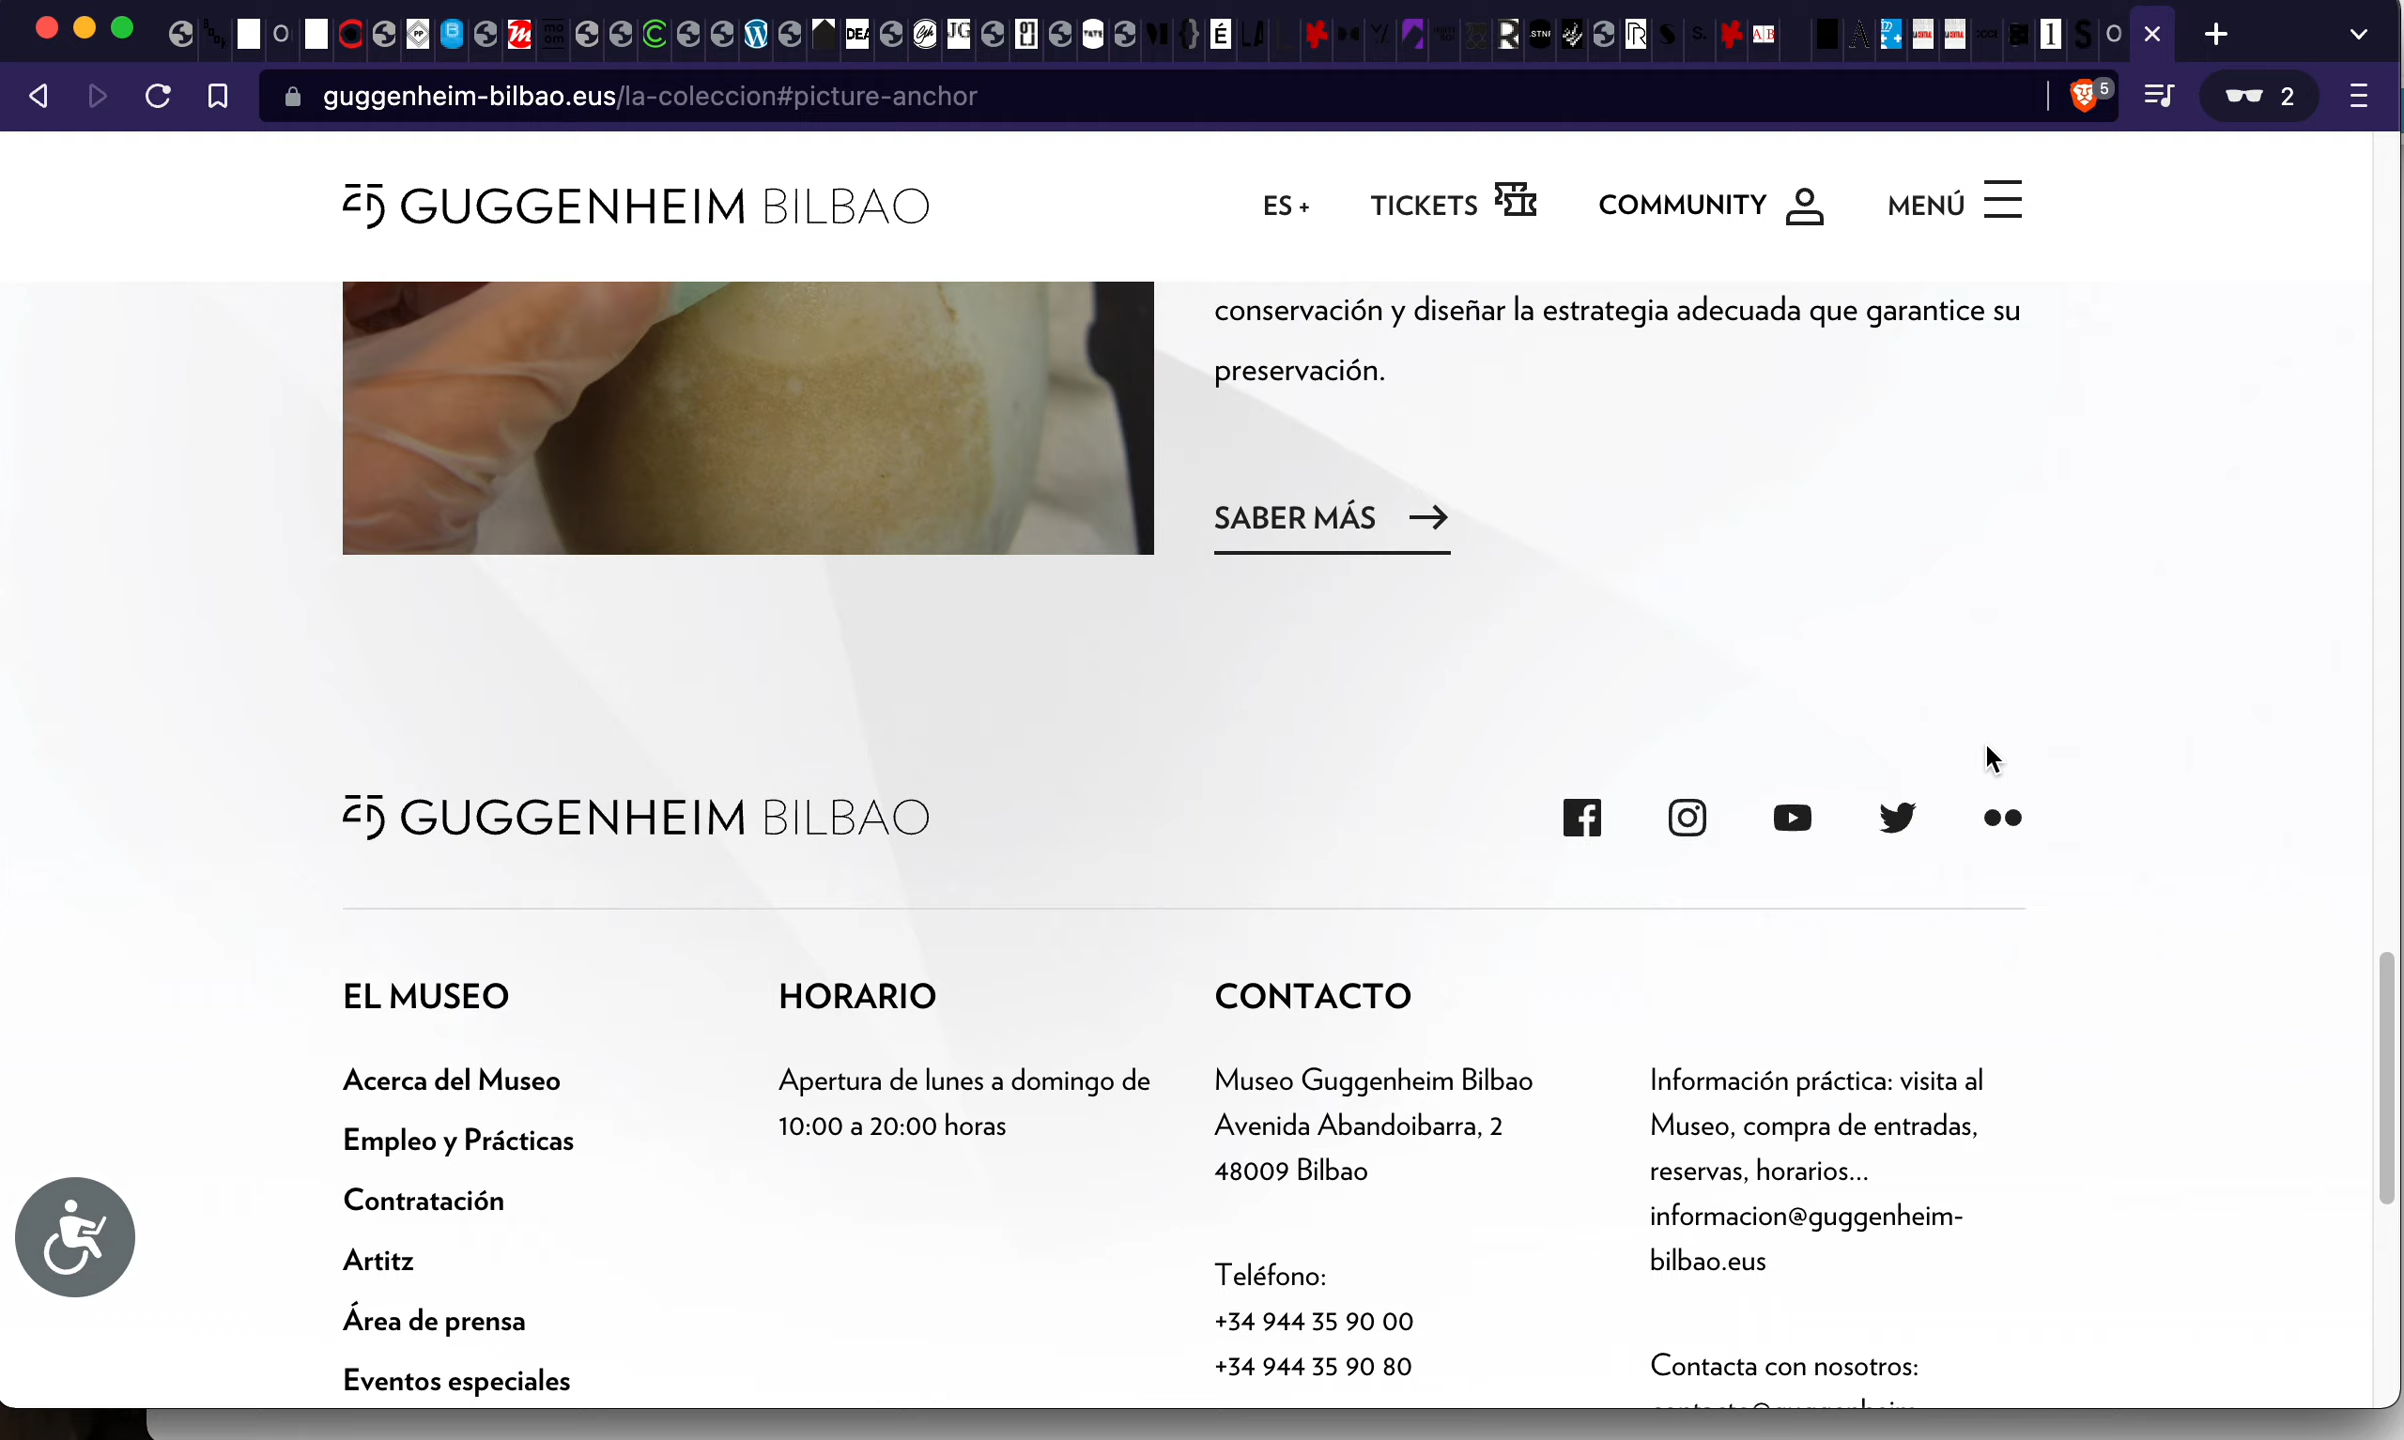 guggenheim-bilbao.eus/la-coleccion#picture-anchor
5
2
GUGGENHEIM BILBAO
ES +
TICKETS
COMMUNITY
MENÚ
conservación y diseñar la estrategia adecuada que garantice su
preservación.
SABER MÁS
GUGGENHEIM BILBAO
EL MUSEO
Acerca del Museo
Empleo y Prácticas
Contratación
Artitz
Área de prensa
Eventos especiales
HORARIO
Apertura de lunes a domingo de
10:00 a 20:00 horas
CONTACTO
Museo Guggenheim Bilbao
Avenida Abandoibarra, 2
48009 Bilbao
Teléfono:
+34 944 35 90 00
+34 944 35 90 80
Información práctica: visita al
Museo, compra de entradas,
reservas, horarios...
informacion@guggenheim-
bilbao.eus
Contacta con nosotros: